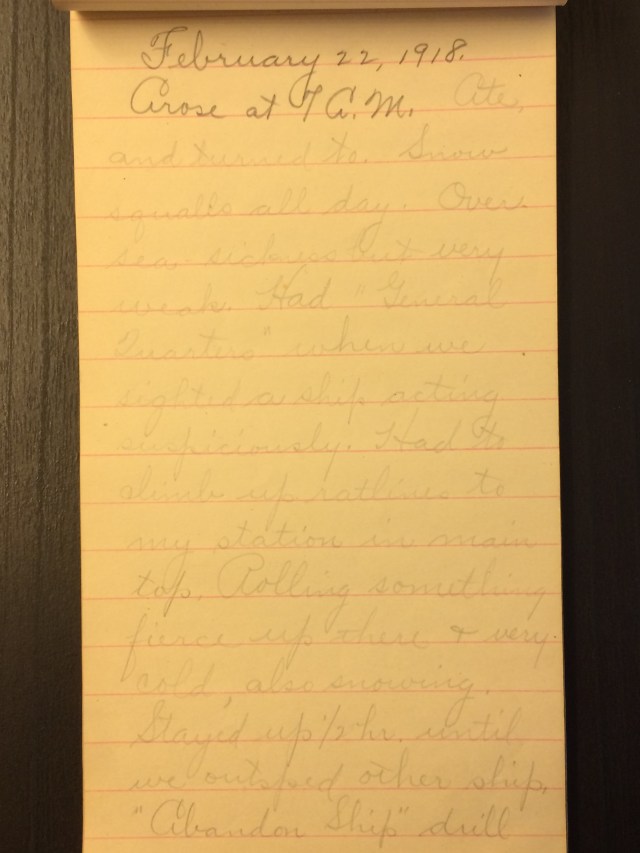 February 22, 1918.
Arose at 7 A.M. Ate,
and turned to. Snow
squalls all day. Over
sea-sickness but very
weak. Had "General
Quarters" when we
sighted a ship acting
suspiciously. Had to
climb up ratlines to
my station in main
top. Rolling something
fierce up there & very
cold, also snowing.
Stayed up 1/2 hr. until
we outsped other ship.
"Abandon Ship" drill